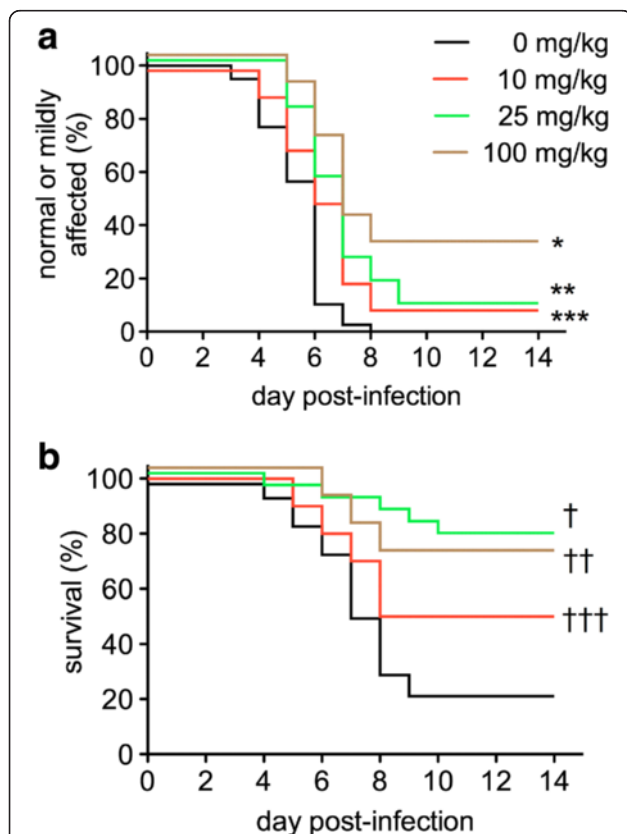 a
0 mg/kg
10 mg/kg
25 mg/kg
100 mg/kg
normal or mildly
affected (%)
100
80
60
40
20
0
*
**
***
0 2 4 6 8 10 12 14
day post-infection
b
survival (%)
100
80
60
40
20
0
†
††
†††
0 2 4 6 8 10 12 14
day post-infection